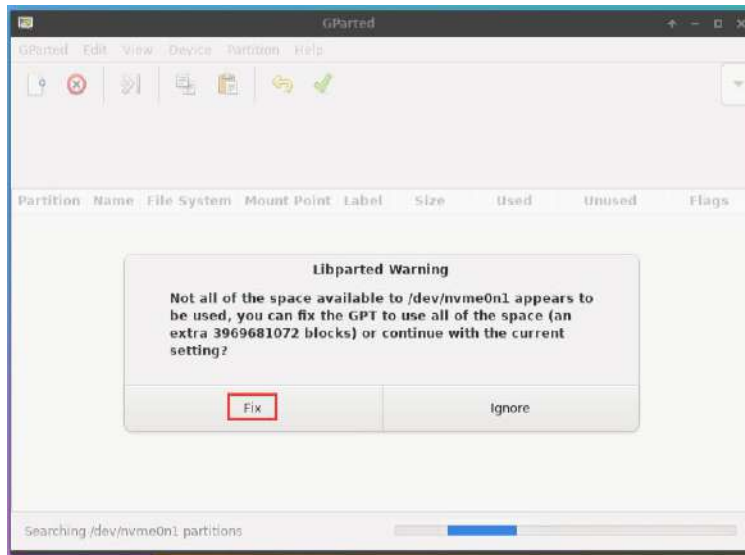 GParted
GParted Edit View Device Partition Help
Partition Name File System Mount Point Label Size Used Unused Flags
Libparted Warning
Not all of the space available to /dev/nvme0n1 appears to
be used, you can fix the GPT to use all of the space (an
extra 3969681072 blocks) or continue with the current
setting?
Fix Ignore
Searching /dev/nvme0n1 partitions